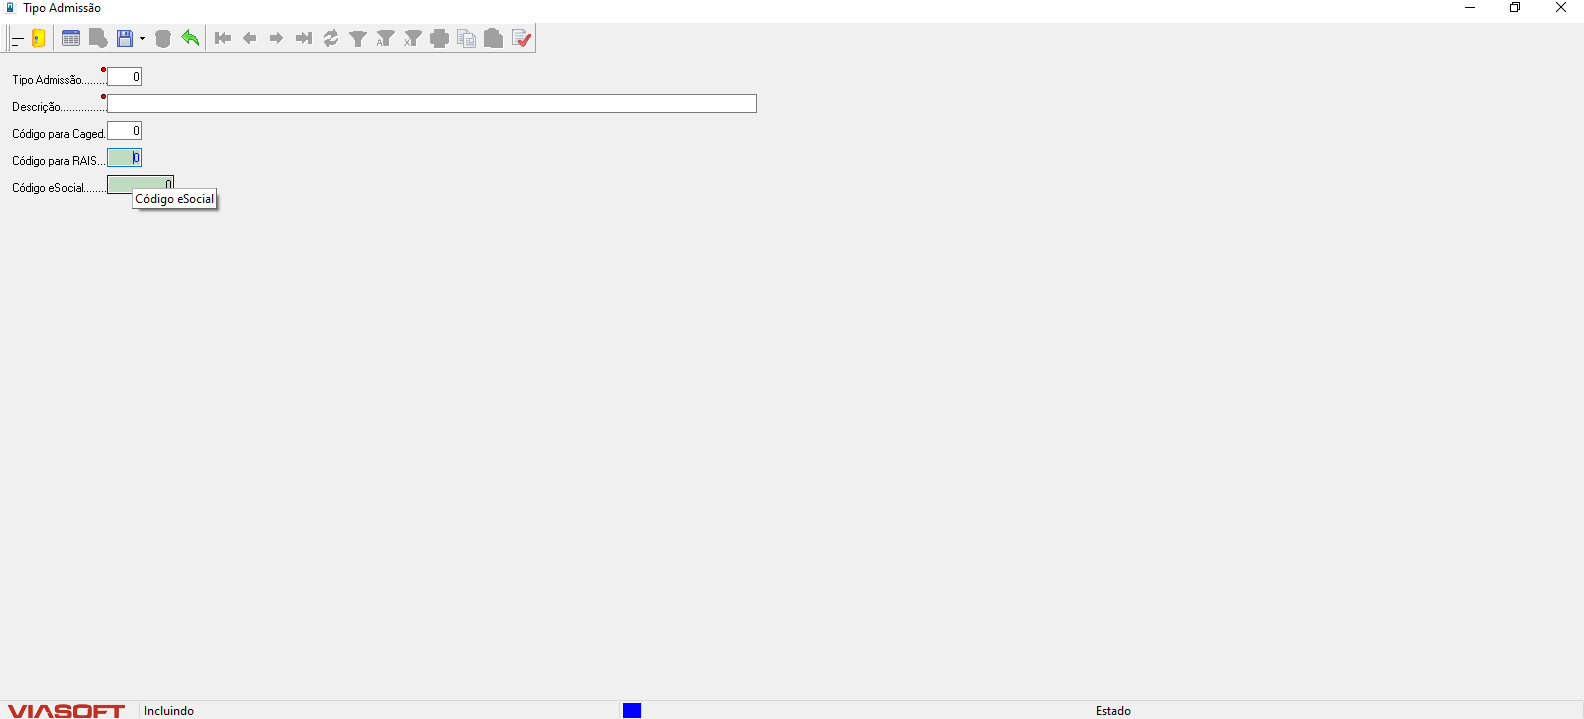 Tipo Admissão
Tipo Admissão......... 0
Descrição...............
Código para Caged. 0
Código para RAIS... 0
Código eSocial........ 0
Código eSocial
VIASOFT Incluindo Estado